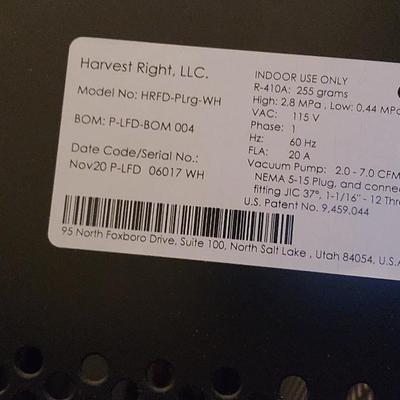 Harvest Right, LLC.
Model No: HRFD-PLrg-WH
BOM: P-LFD-BOM 004
Date Code/Serial No.:
Nov20 P-LFD 06017 WH
INDOOR USE ONLY
R-410A: 255 grams
High: 2.8 MPa , Low: 0.44 MPa
VAC: 115 V
Phase: 1
Hz: 60 Hz
FLA: 20 A
Vacuum Pump: 2.0 - 7.0 CFM
NEMA 5-15 Plug, and connec
fitting JIC 37°, 1-1/16" - 12 Thre
U.S. Patent No. 9,459,044
95 North Foxboro Drive, Suite 100, North Salt Lake , Utah 84054, U.S.A